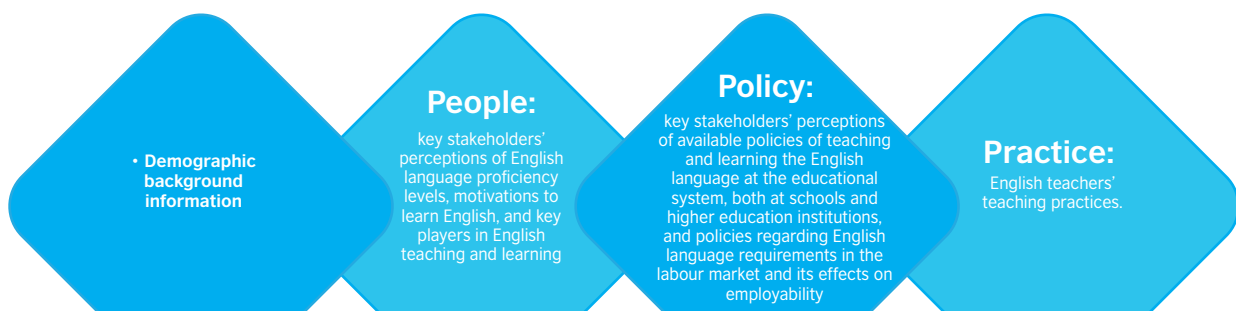 • Demographic
background
information
People:
key stakeholders'
perceptions of English
language proficiency
levels, motivations to
learn English, and key
players in English
teaching and learning
Policy:
key stakeholders' perceptions
of available policies of teaching
and learning the English
language at the educational
system, both at schools and
higher education institutions,
and policies regarding English
language requirements in the
labour market and its effects on
employability
Practice:
English teachers'
teaching practices.